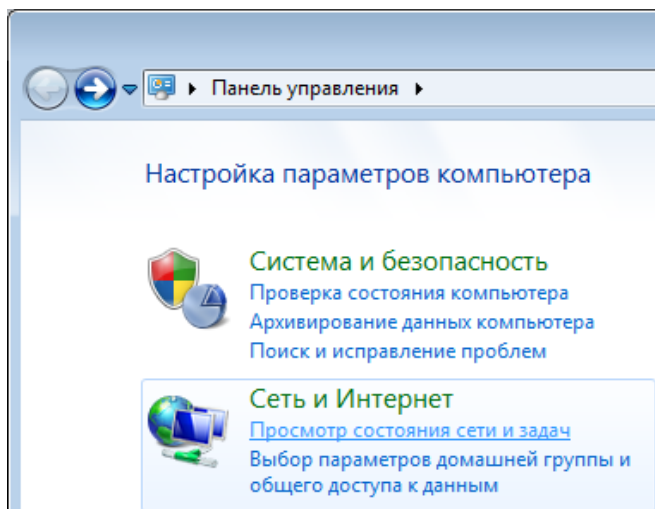 Панель управления
Настройка параметров компьютера
Система и безопасность
Проверка состояния компьютера
Архивирование данных компьютера
Поиск и исправление проблем
Сеть и Интернет
Просмотр состояния сети и задач
Выбор параметров домашней группы и
общего доступа к данным